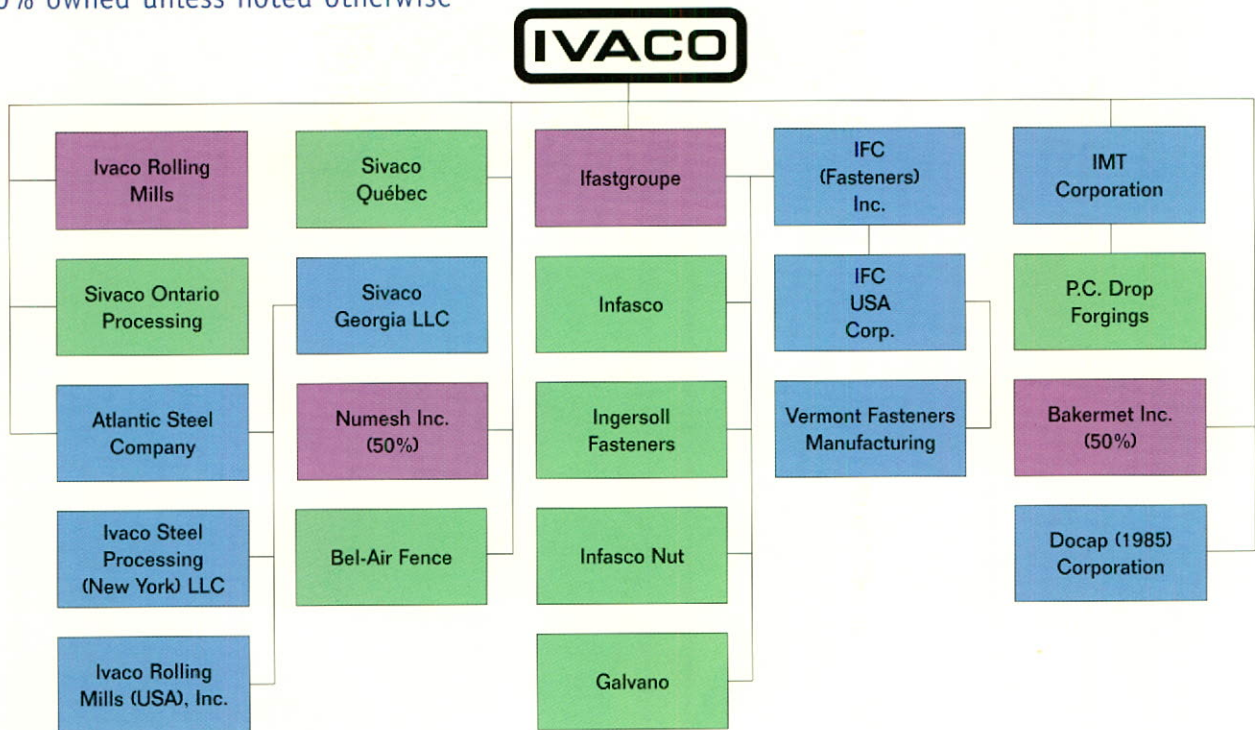 0% owned unless noted otherwise
IVACO
Ivaco Rolling
Mills
Sivaco
Québec
Ifastgroupe
IFC
(Fasteners)
Inc.
IMT
Corporation
Sivaco Ontario
Processing
Sivaco
Georgia LLC
Infasco
IFC
USA
Corp.
P.C. Drop
Forgings
Atlantic Steel
Company
Numesh Inc.
(50%)
Ingersoll
Fasteners
Vermont Fasteners
Manufacturing
Bakermet Inc.
(50%)
Ivaco Steel
Processing
(New York) LLC
Bel-Air Fence
Infasco Nut
Docap (1985)
Corporation
Ivaco Rolling
Mills (USA), Inc.
Galvano